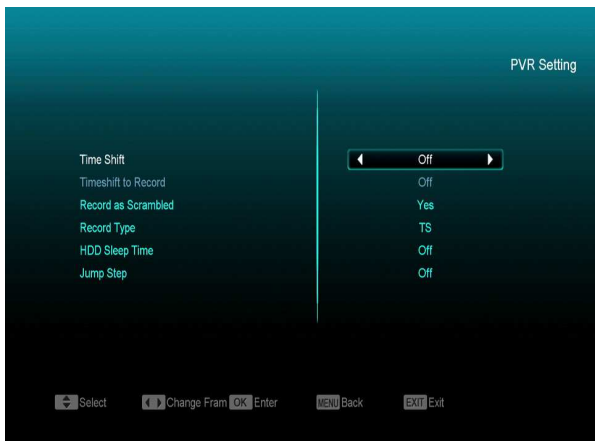 PVR Setting
Time Shift Off
Timeshift to Record Off
Record as Scrambled Yes
Record Type TS
HDD Sleep Time Off
Jump Step Off
Select Change Fram OK Enter MENU Back EXIT Exit